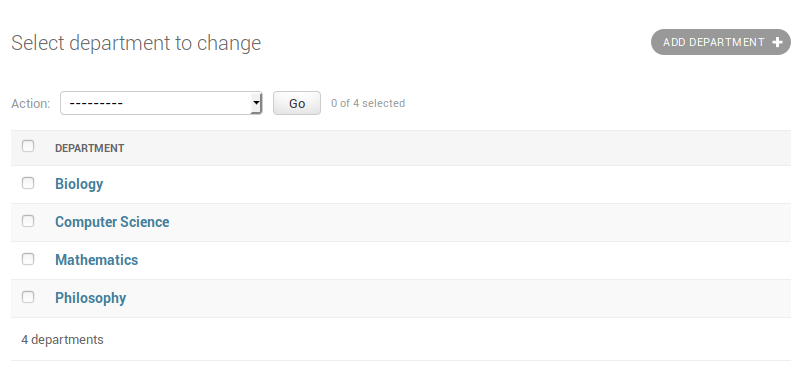 Select department to change
ADD DEPARTMENT +
Action: --------- Go 0 of 4 selected
DEPARTMENT
Biology
Computer Science
Mathematics
Philosophy
4 departments